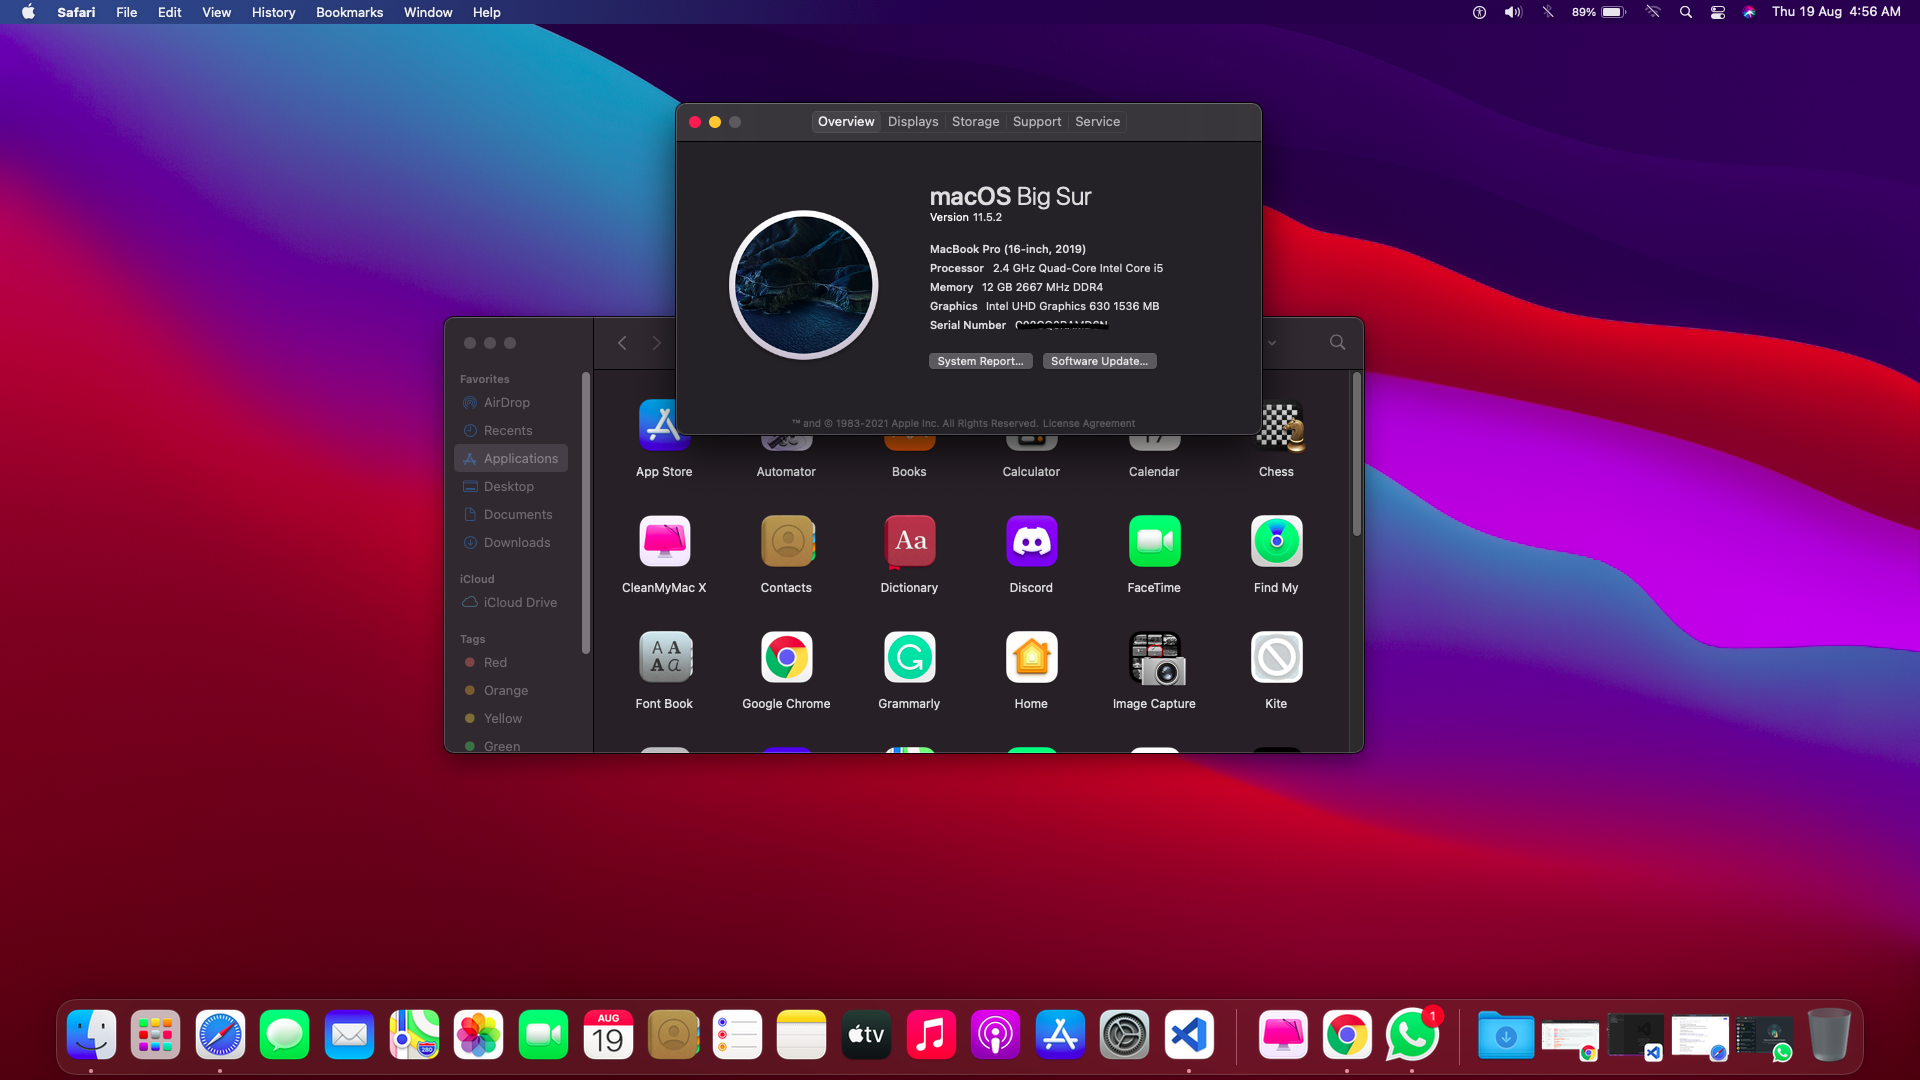 Safari File Edit View History Bookmarks Window Help
89%
Thu 19 Aug 4:56 AM
Overview Displays Storage Support Service
macOS Big Sur
Version 11.5.2
MacBook Pro (16-inch, 2019)
Processor 2.4 GHz Quad-Core Intel Core i5
Memory 12 GB 2667 MHz DDR4
Graphics Intel UHD Graphics 630 1536 MB
Serial Number
System Report... Software Update...
™ and © 1983-2021 Apple Inc. All Rights Reserved. License Agreement
Favorites
AirDrop
Recents
Applications
Desktop
Documents
Downloads
iCloud
iCloud Drive
Tags
Red
Orange
Yellow
Green
App Store Automator Books Calculator Calendar Chess
Aa
CleanMyMac X Contacts Dictionary Discord FaceTime Find My
A A
A a
Font Book Google Chrome Grammarly Home Image Capture Kite
280
AUG
19
tv
1